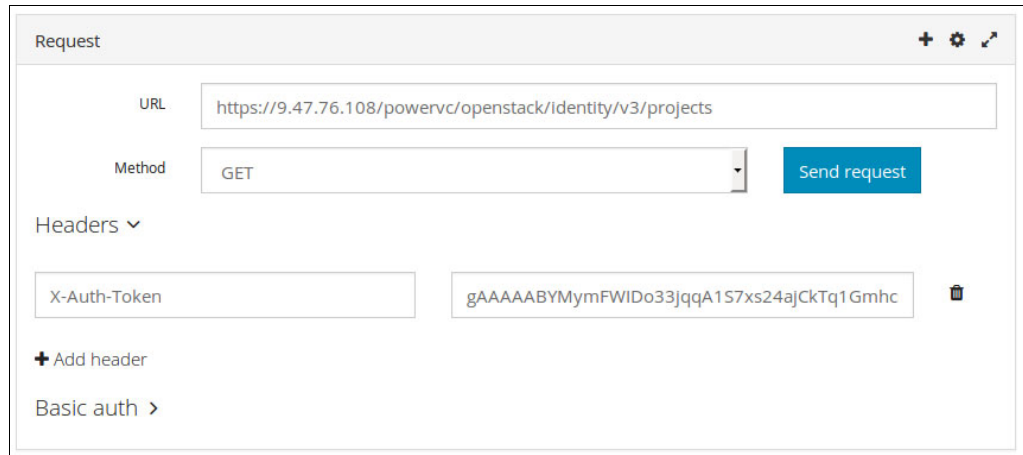 Request
URL https://9.47.76.108/powervc/openstack/identity/v3/projects
Method GET Send request
Headers
X-Auth-Token gAAAAABYMymFWIDo33jqqA1S7xs24ajCkTq1Gmhc
Add header
Basic auth